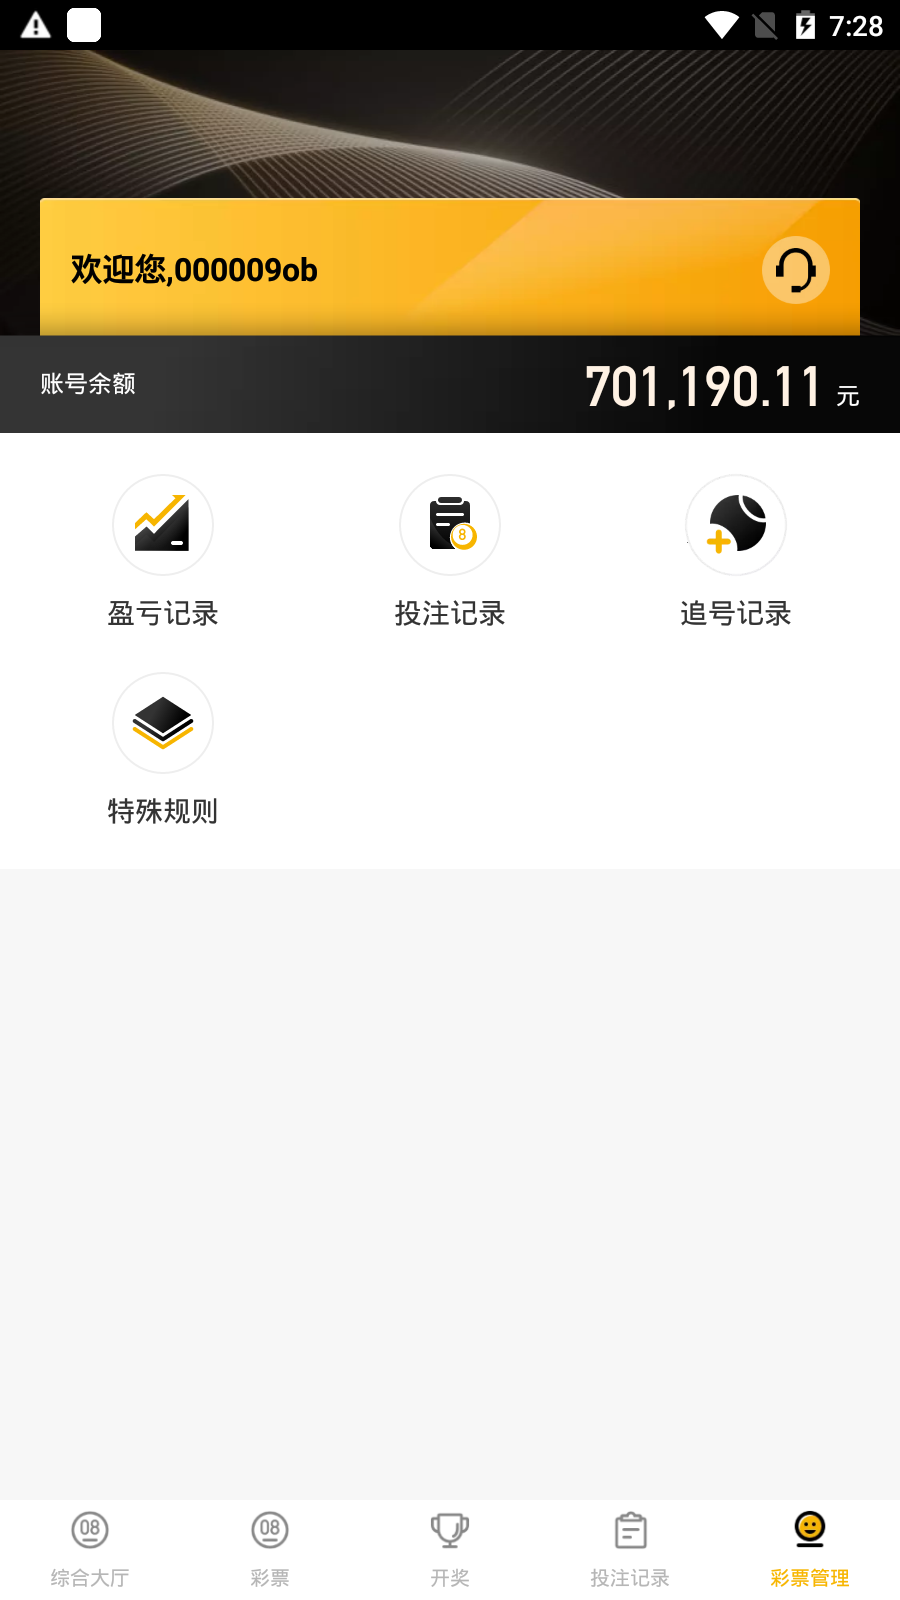 7:28
欢迎您,000009ob
账号余额
701,190.11 元
盈亏记录
8
投注记录
追号记录
特殊规则
08
综合大厅
08
彩票
开奖
投注记录
彩票管理